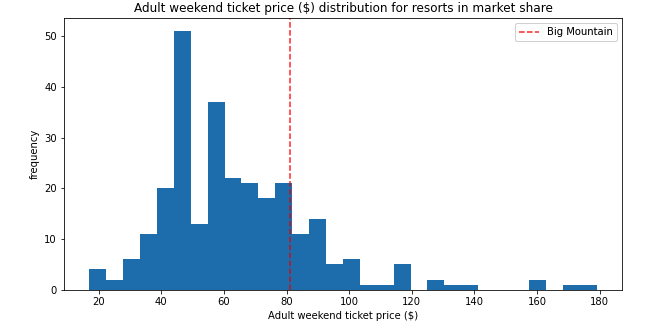 Adult weekend ticket price ($) distribution for resorts in market share
Big Mountain
50
40
30
20
10
0
frequency
20 40 60 80 100 120 140 160 180
Adult weekend ticket price ($)